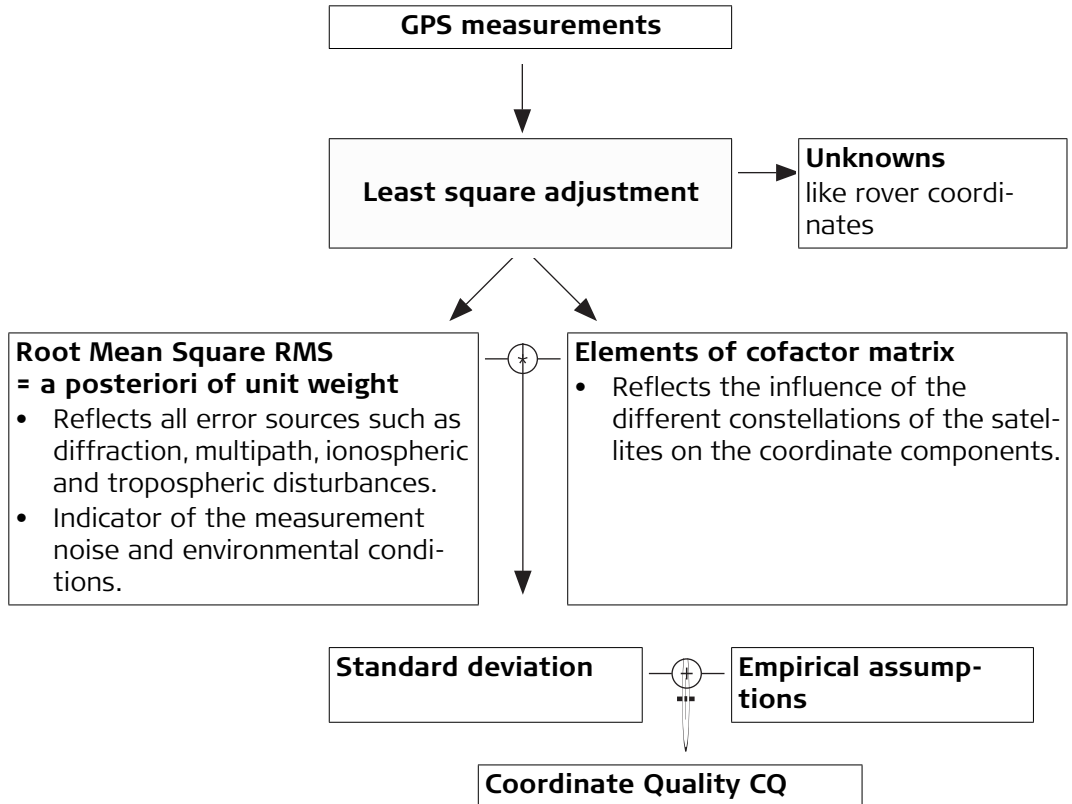 GPS measurements
Least square adjustment
Unknowns
like rover coordi-
nates
Root Mean Square RMS
= a posteriori of unit weight
• Reflects all error sources such as
diffraction, multipath, ionospheric
and tropospheric disturbances.
• Indicator of the measurement
noise and environmental condi-
tions.
*
Elements of cofactor matrix
• Reflects the influence of the
different constellations of the satel-
lites on the coordinate components.
Standard deviation
+
Empirical assump-
tions
Coordinate Quality CQ